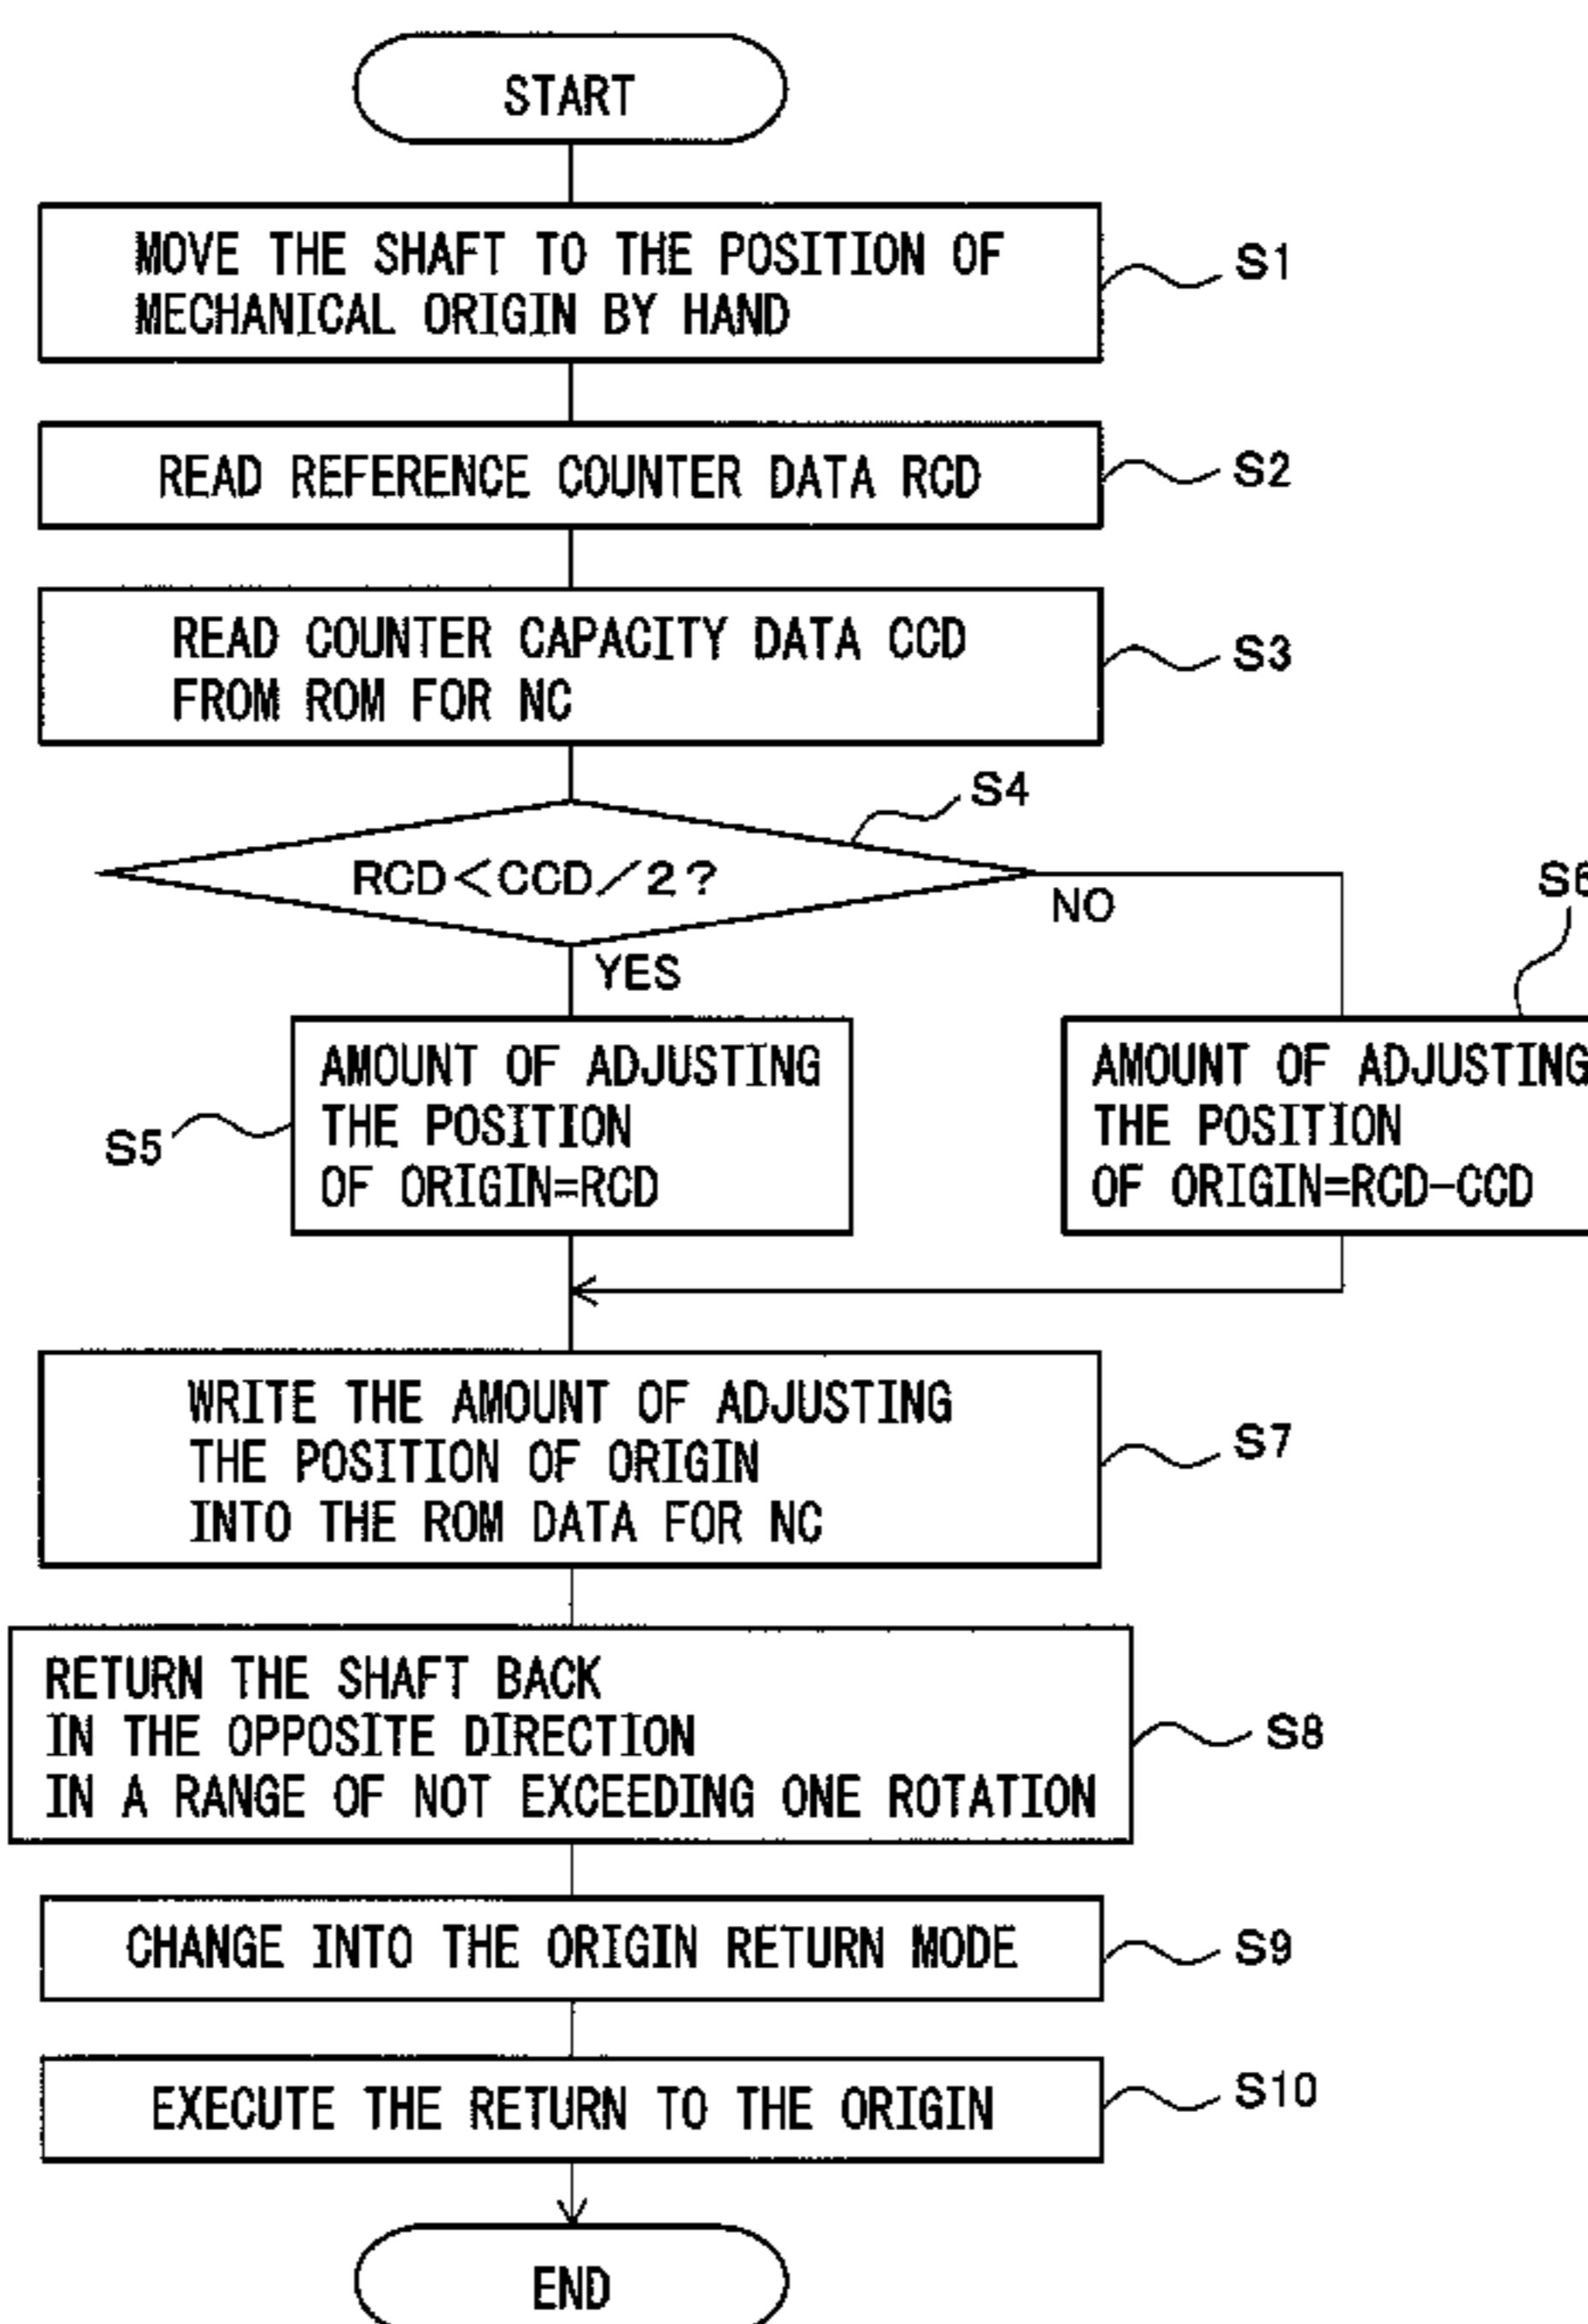 START
MOVE THE SHAFT TO THE POSITION OF
MECHANICAL ORIGIN BY HAND
S1
READ REFERENCE COUNTER DATA RCD
S2
READ COUNTER CAPACITY DATA CCD
FROM ROM FOR NC
S3
S4
RCD<CCD/2?
NO
YES
S6
AMOUNT OF ADJUSTING
THE POSITION
OF ORIGIN=RCD
S5
AMOUNT OF ADJUSTING
THE POSITION
OF ORIGIN=RCD-CCD
WRITE THE AMOUNT OF ADJUSTING
THE POSITION OF ORIGIN
INTO THE ROM DATA FOR NC
S7
RETURN THE SHAFT BACK
IN THE OPPOSITE DIRECTION
IN A RANGE OF NOT EXCEEDING ONE ROTATION
S8
CHANGE INTO THE ORIGIN RETURN MODE
S9
EXECUTE THE RETURN TO THE ORIGIN
S10
END